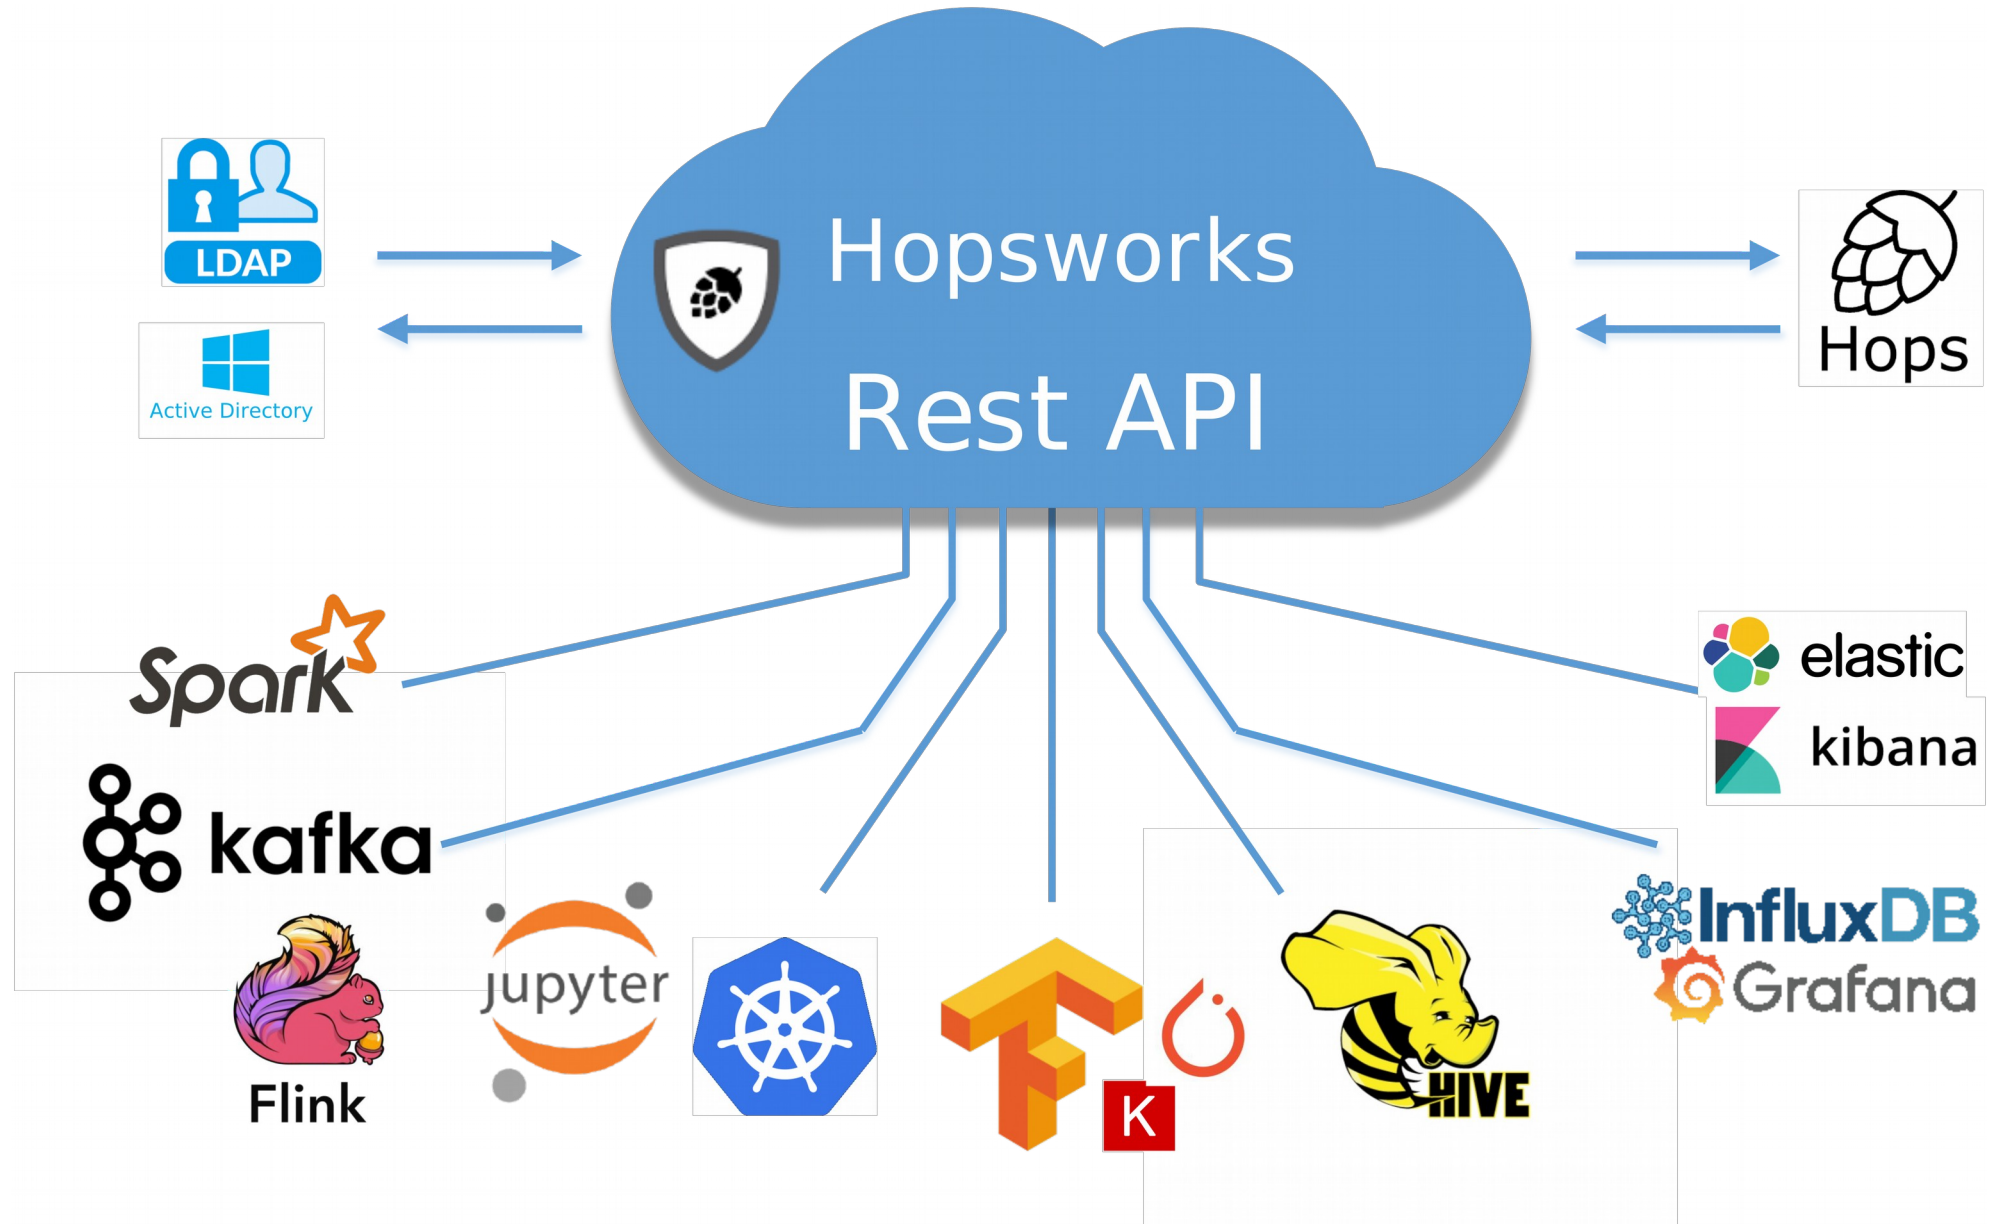 Hopsworks
Rest API
LDAP
Active Directory
Hops
Spark
kafka
Flink
jupyter
K
HIVE
elastic
kibana
InfluxDB
Grafana